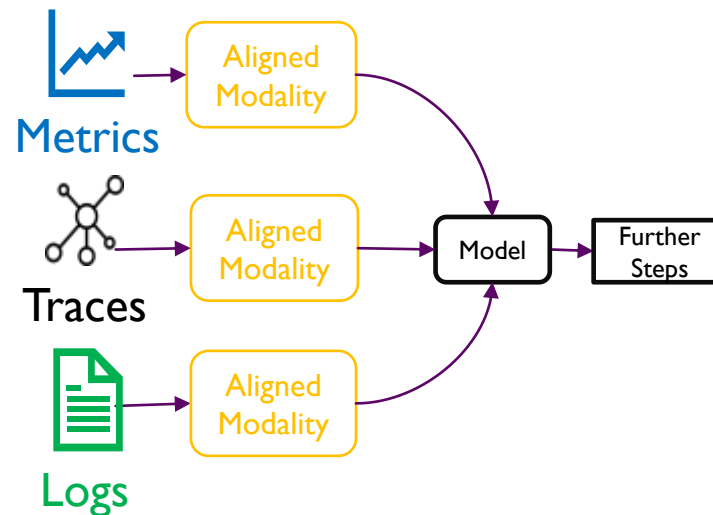 Aligned
Modality
Metrics
Aligned
Modality
Traces
Model
Further
Steps
Aligned
Modality
Logs